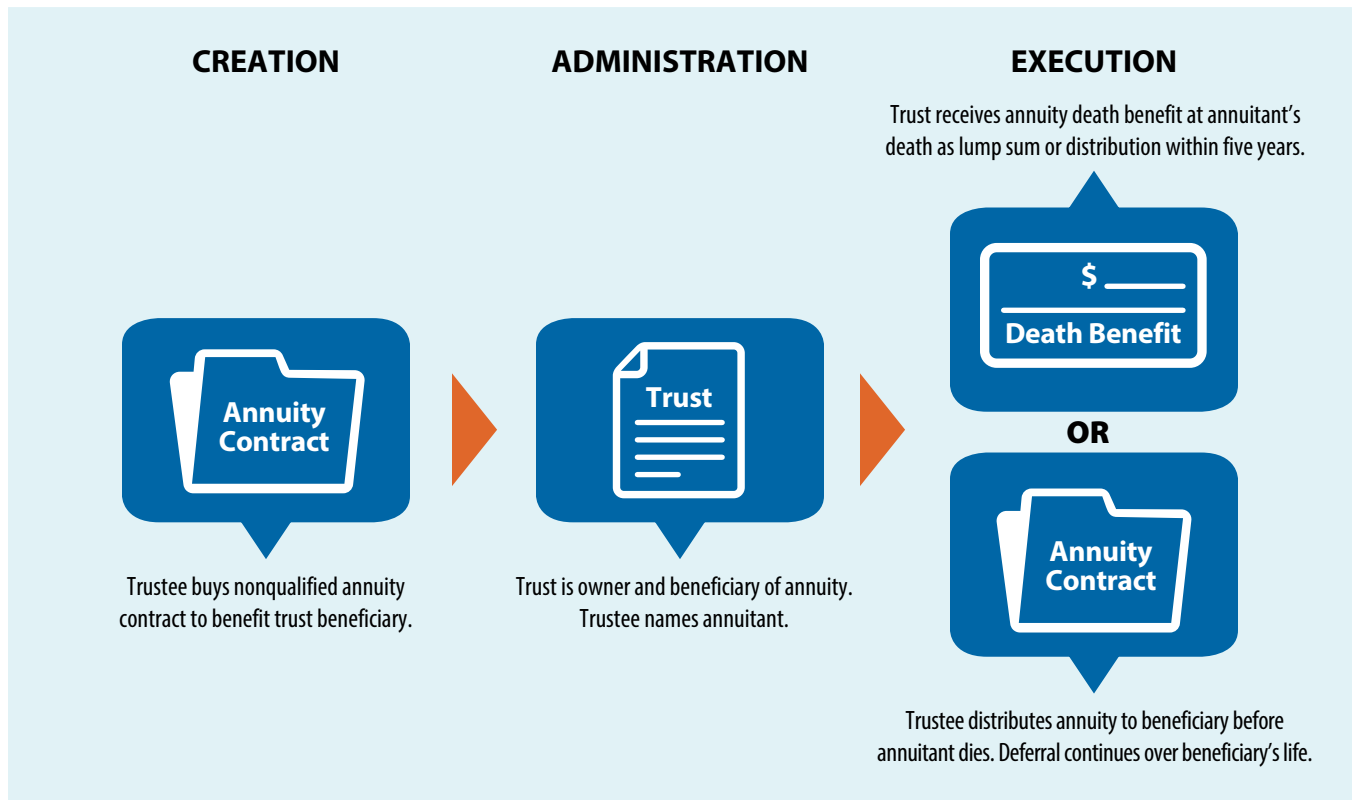 CREATION
Annuity
Contract
Trustee buys nonqualified annuity
contract to benefit trust beneficiary.
ADMINISTRATION
Trust
Trust is owner and beneficiary of annuity.
Trustee names annuitant.
EXECUTION
Trust receives annuity death benefit at annuitant’s
death as lump sum or distribution within five years.
$
Death Benefit
OR
Annuity
Contract
Trustee distributes annuity to beneficiary before
annuitant dies. Deferral continues over beneficiary’s life.